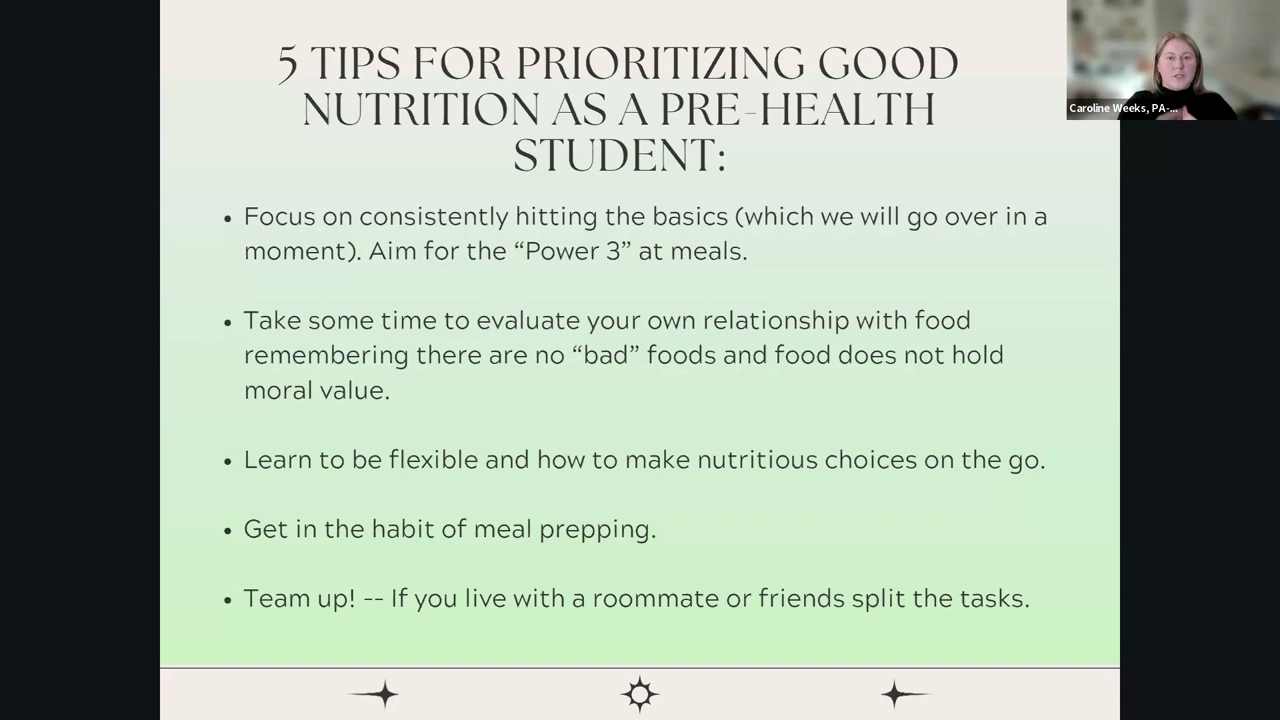 5 TIPS FOR PRIORITIZING GOOD
NUTRITION AS A PRE-HEALTH
STUDENT:
Caroline Weeks, PA-...
• Focus on consistently hitting the basics (which we will go over in a
moment). Aim for the “Power 3” at meals.
• Take some time to evaluate your own relationship with food
remembering there are no “bad” foods and food does not hold
moral value.
• Learn to be flexible and how to make nutritious choices on the go.
• Get in the habit of meal prepping.
• Team up! -- If you live with a roommate or friends split the tasks.